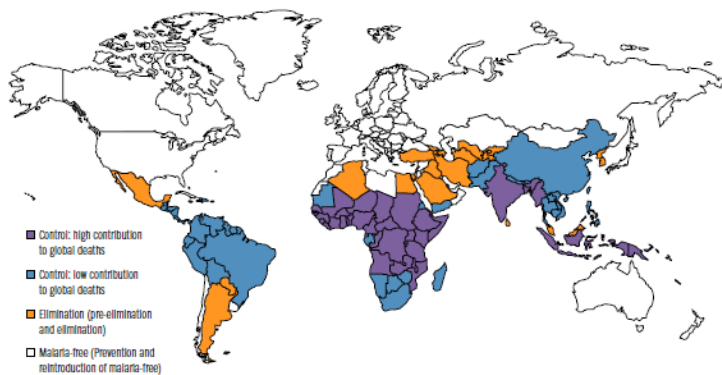 Control: high contribution
to global deaths
Control: low contribution
to global deaths
Elimination (pre-elimination
and elimination)
Malaria-free (Prevention and
reintroduction of malaria-free)